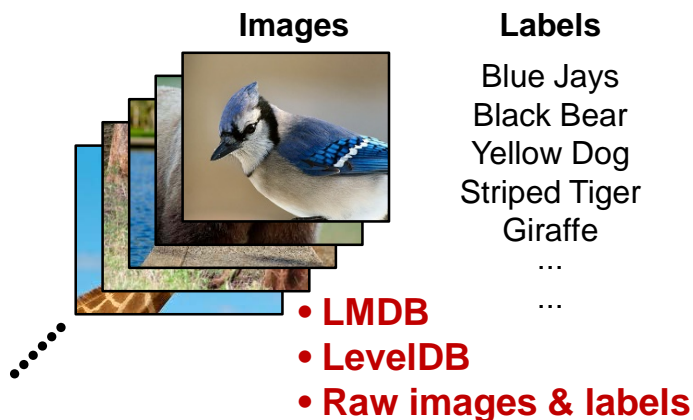 Images Labels
Blue Jays
Black Bear
Yellow Dog
Striped Tiger
Giraffe
...
...
• LMDB
• LevelDB
• Raw images & labels